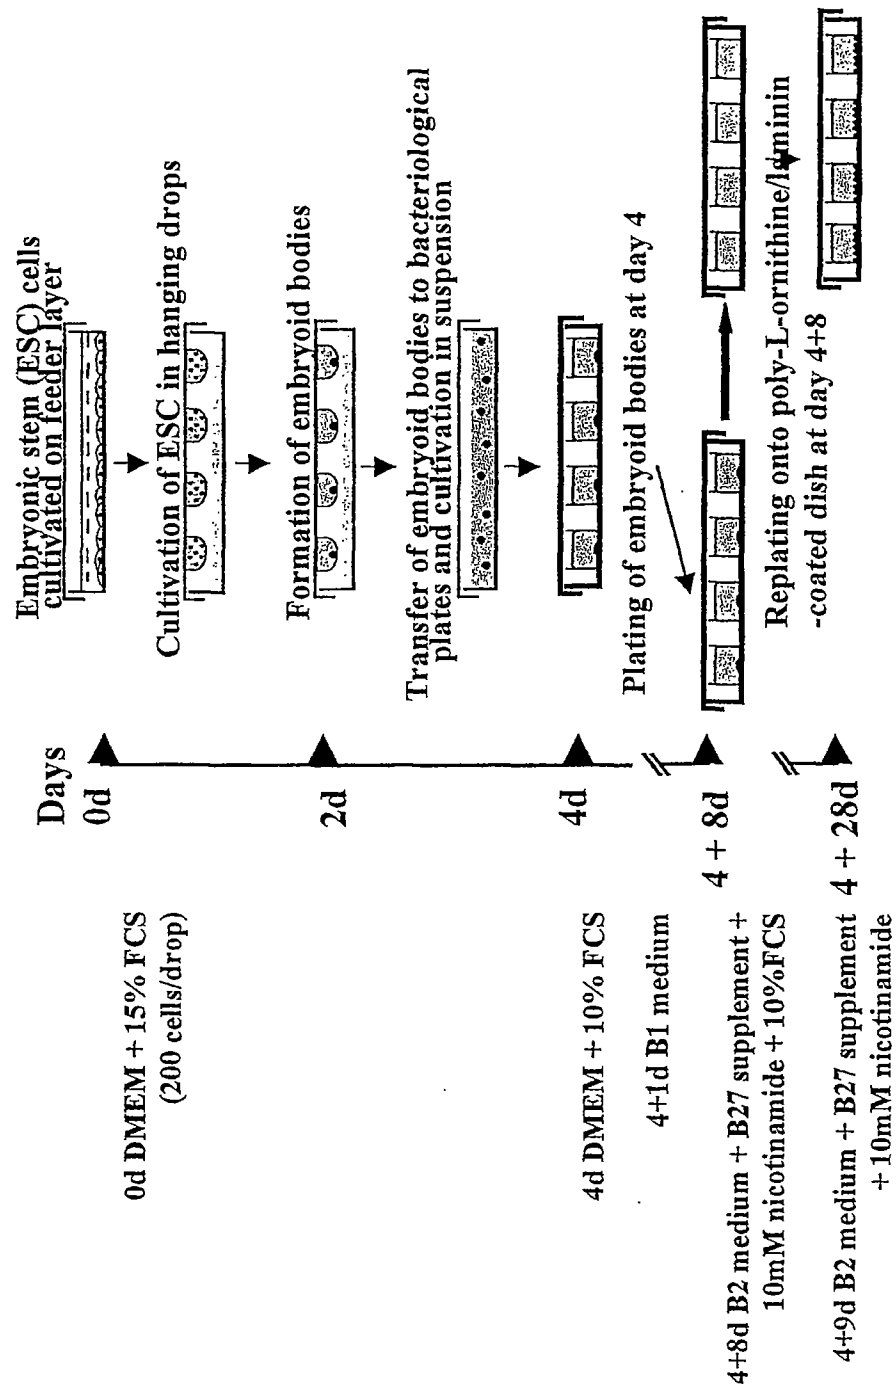 Embryonic stem (ESC) cells
cultivated on feeder layer
Cultivation of ESC in hanging drops
Formation of embryoid bodies
Transfer of embryoid bodies to bacteriological
plates and cultivation in suspension
Plating of embryoid bodies at day 4
Replating onto poly-L-ornithine/laminin
-coated dish at day 4+8
Days
0d
2d
4d
4 + 8d
4 + 28d
0d DMEM + 15% FCS
(200 cells/drop)
4d DMEM + 10% FCS
4+1d B1 medium
4+8d B2 medium + B27 supplement +
10mM nicotinamide + 10%FCS
4+9d B2 medium + B27 supplement
+ 10mM nicotinamide